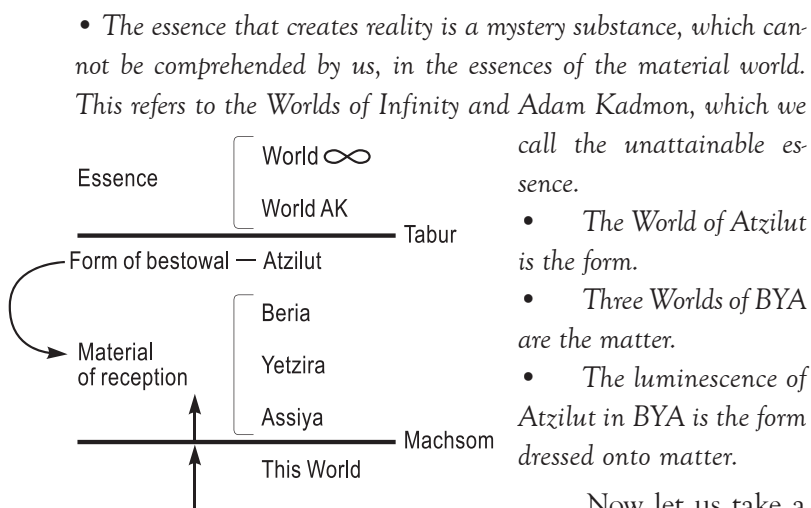 • The essence that creates reality is a mystery substance, which can-
not be comprehended by us, in the essences of the material world.
This refers to the Worlds of Infinity and Adam Kadmon, which we
call the unattainable es-
sence.
• The World of Atzilut
is the form.
• Three Worlds of BYA
are the matter.
• The luminescence of
Atzilut in BYA is the form
dressed onto matter.
Now let us take a
Essence
World ∞
World AK
Tabur
Form of bestowal — Atzilut
Beria
Material
of reception
Yetzira
Assiya
Machsom
This World